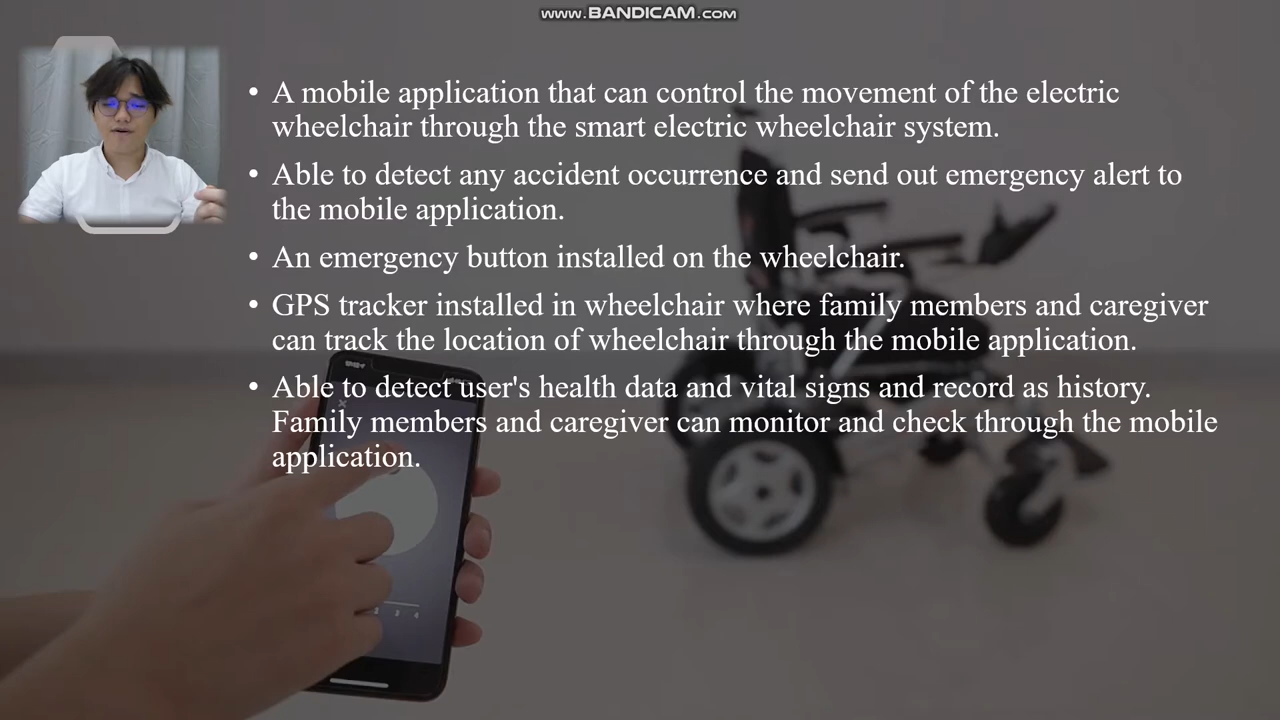 www.BANDICAM.com
• A mobile application that can control the movement of the electric
wheelchair through the smart electric wheelchair system.
• Able to detect any accident occurrence and send out emergency alert to
the mobile application.
• An emergency button installed on the wheelchair.
• GPS tracker installed in wheelchair where family members and caregiver
can track the location of wheelchair through the mobile application.
• Able to detect user's health data and vital signs and record as history.
Family members and caregiver can monitor and check through the mobile
application.
2 3 4